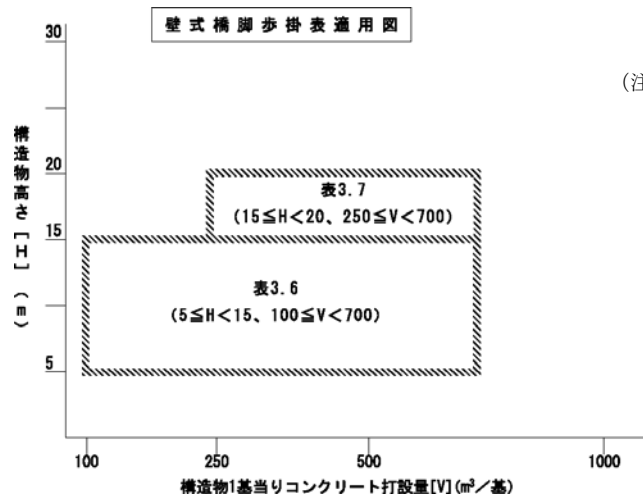 壁式橋脚歩掛表適用図
(注
30
20
15
5
構造物高さ[H] (m)
表3.7
(15≦H<20、250≦V<700)
表3.6
(5≦H<15、100≦V<700)
100 250 500 1000
構造物1基当りコンクリート打設量[V](m³/基)